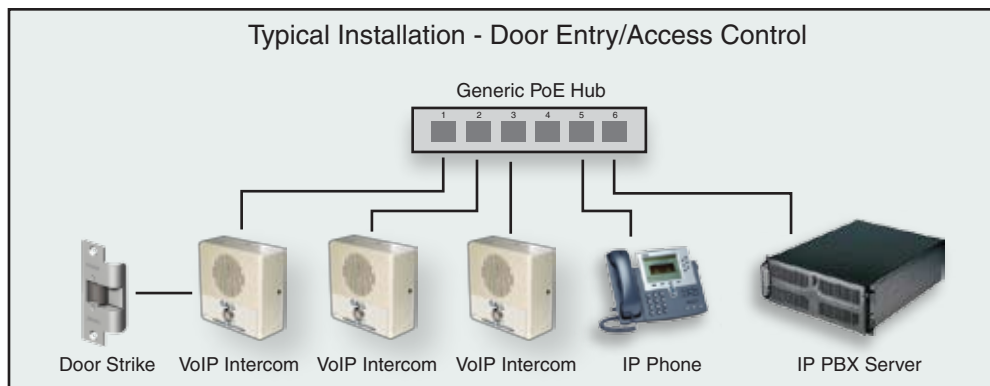 Typical Installation - Door Entry/Access Control
Generic PoE Hub
1 2 3 4 5 6
Door Strike VoIP Intercom VoIP Intercom VoIP Intercom IP Phone IP PBX Server